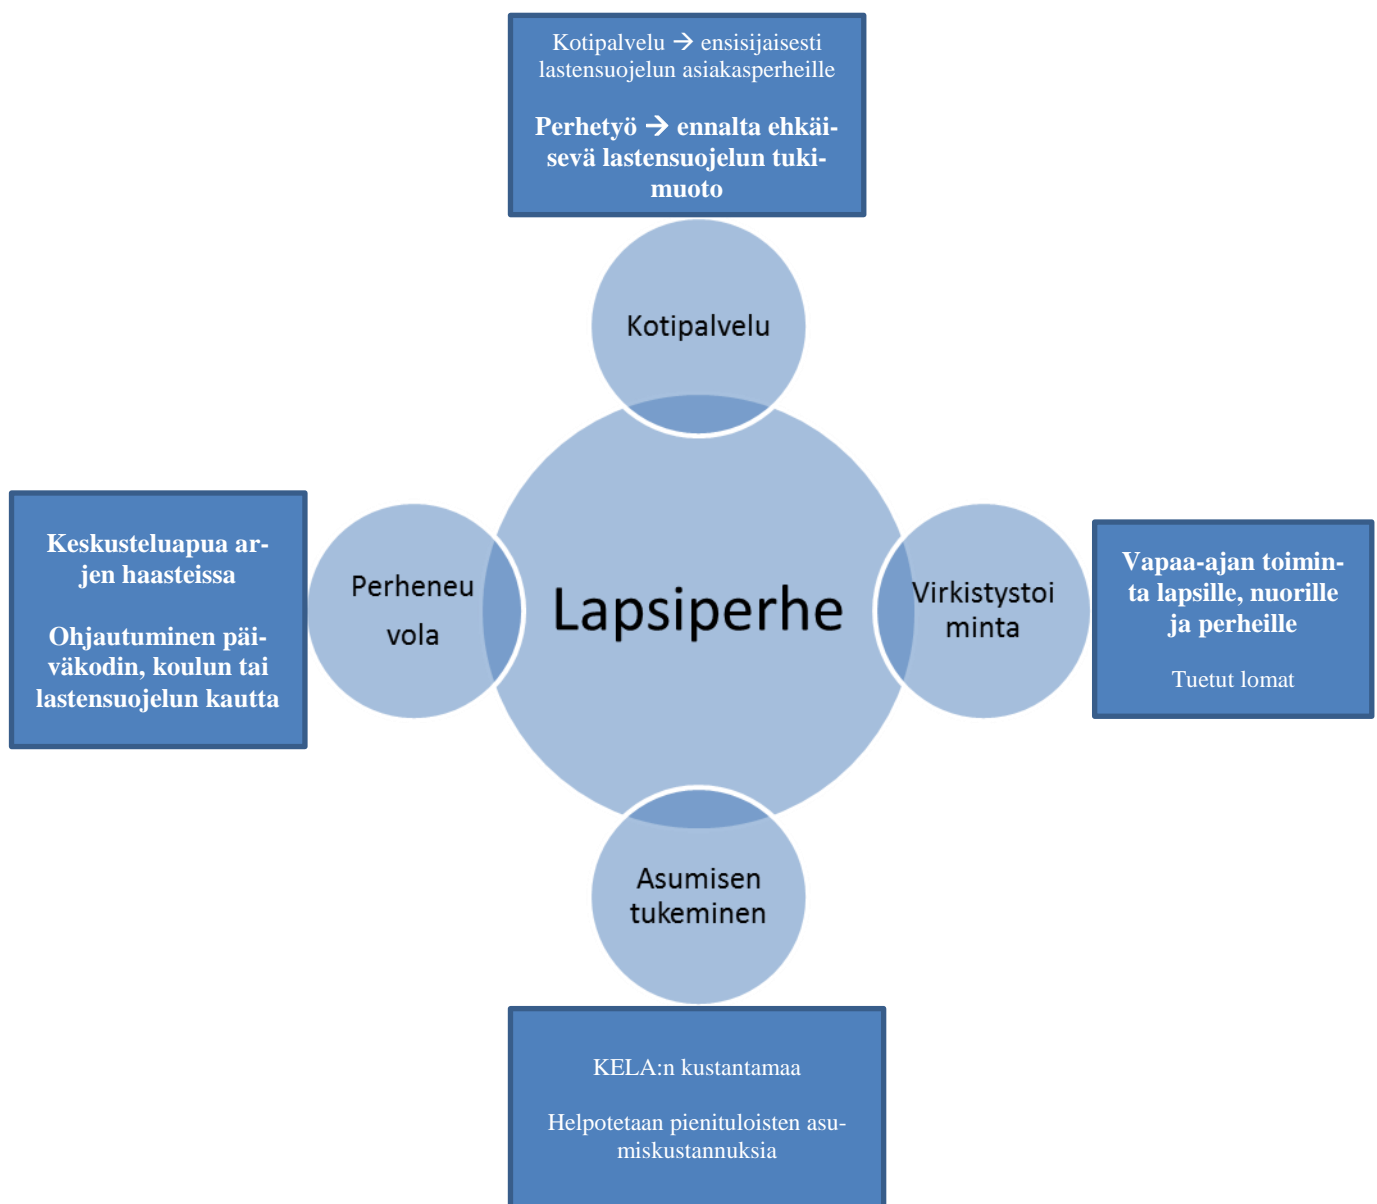 Kotipalvelu → ensisijaisesti
lastensuojelun asiakasperheille
Perhetyö → ennalta ehkäi-
sevä lastensuojelun tuki-
muoto
Kotipalvelu
Keskusteluapua ar-
jen haasteissa
Ohjautuminen päi-
väkodin, koulun tai
lastensuojelun kautta
Perheneu
vola
Lapsiperhe
Virkistystoi
minta
Vapaa-ajan toimin-
ta lapsille, nuorille
ja perheille
Tuetut lomat
Asumisen
tukeminen
KELA:n kustantamaa
Helpotetaan pienituloisten asu-
miskustannuksia